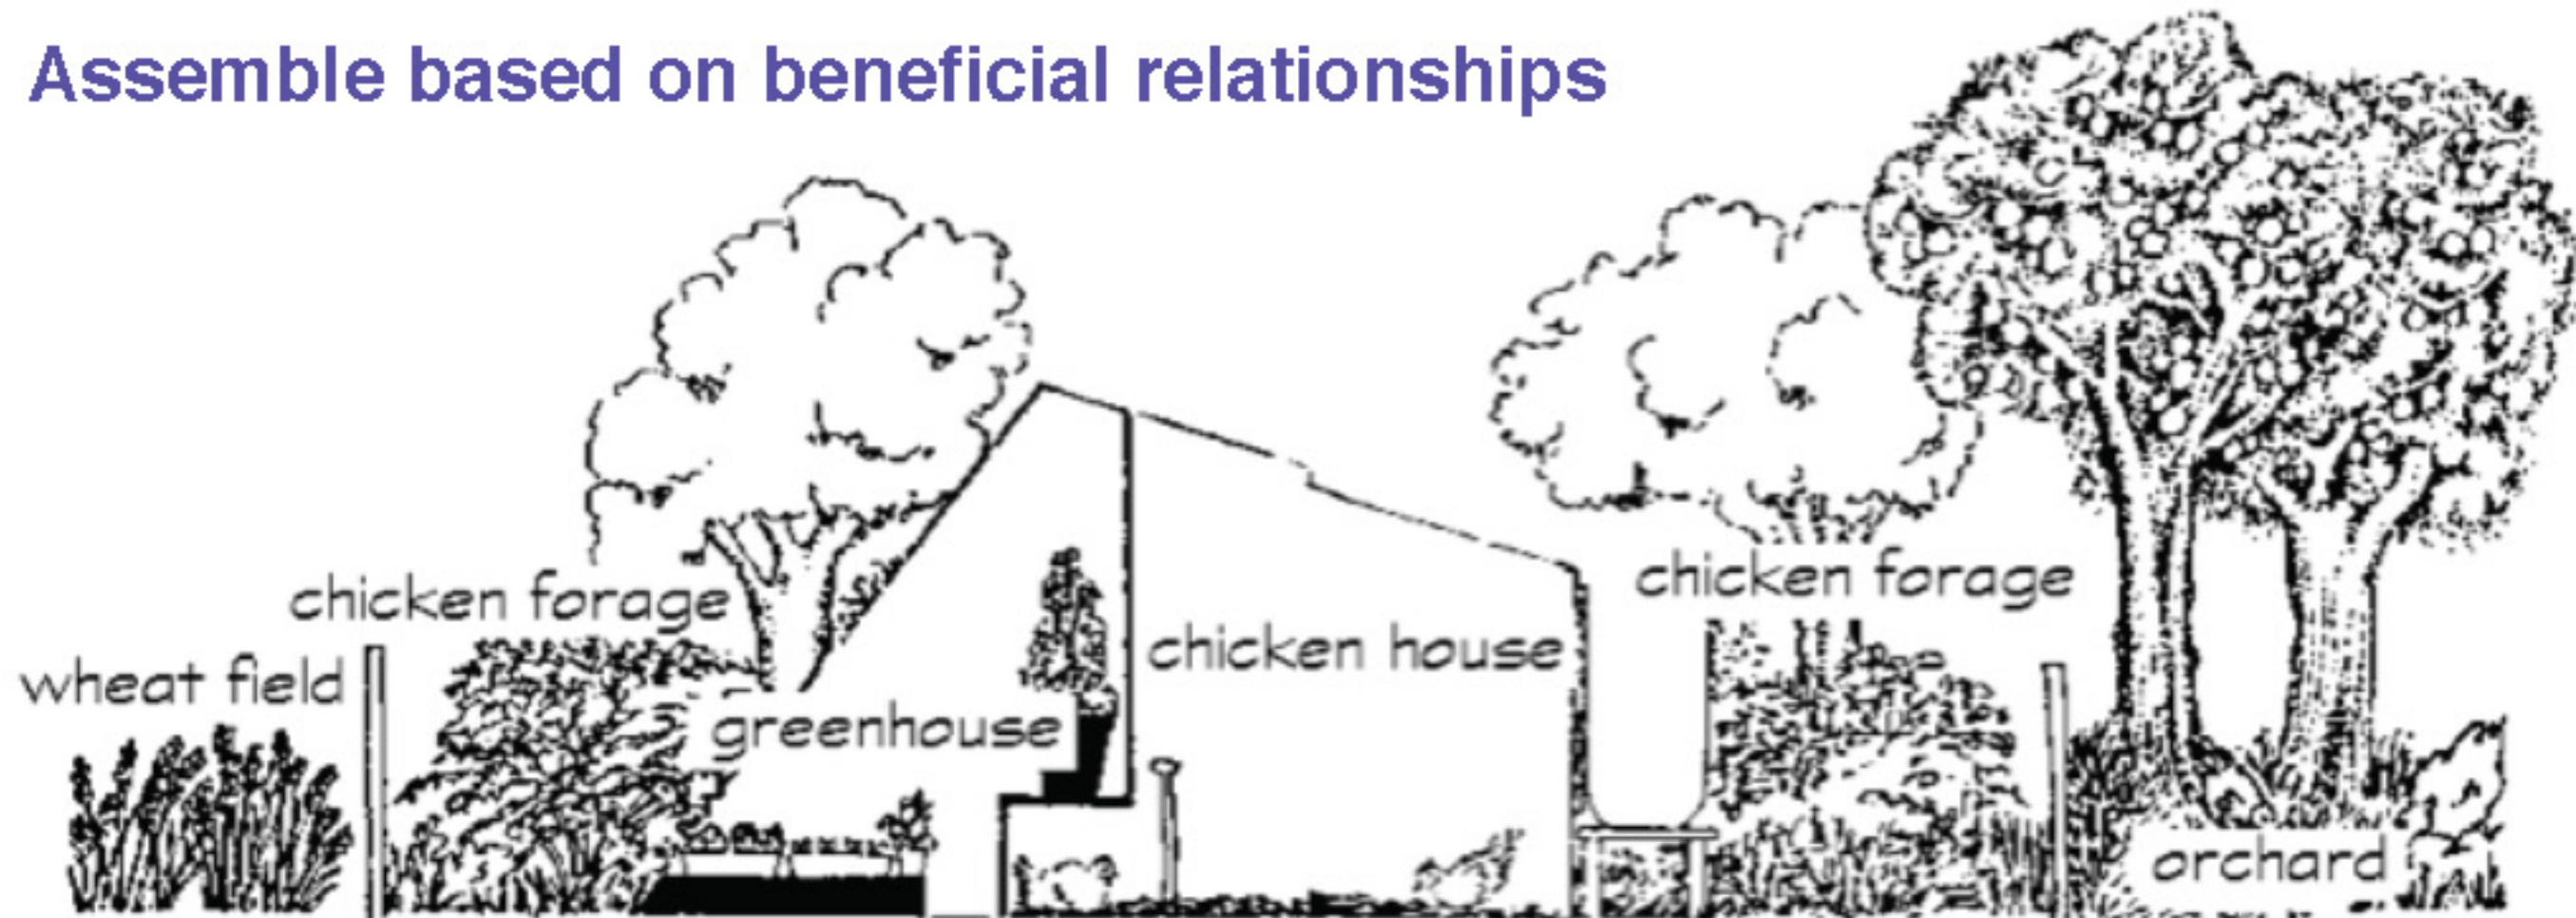 Assemble based on beneficial relationships
chicken forage
chicken forage
wheat field
chicken house
greenhouse
orchard